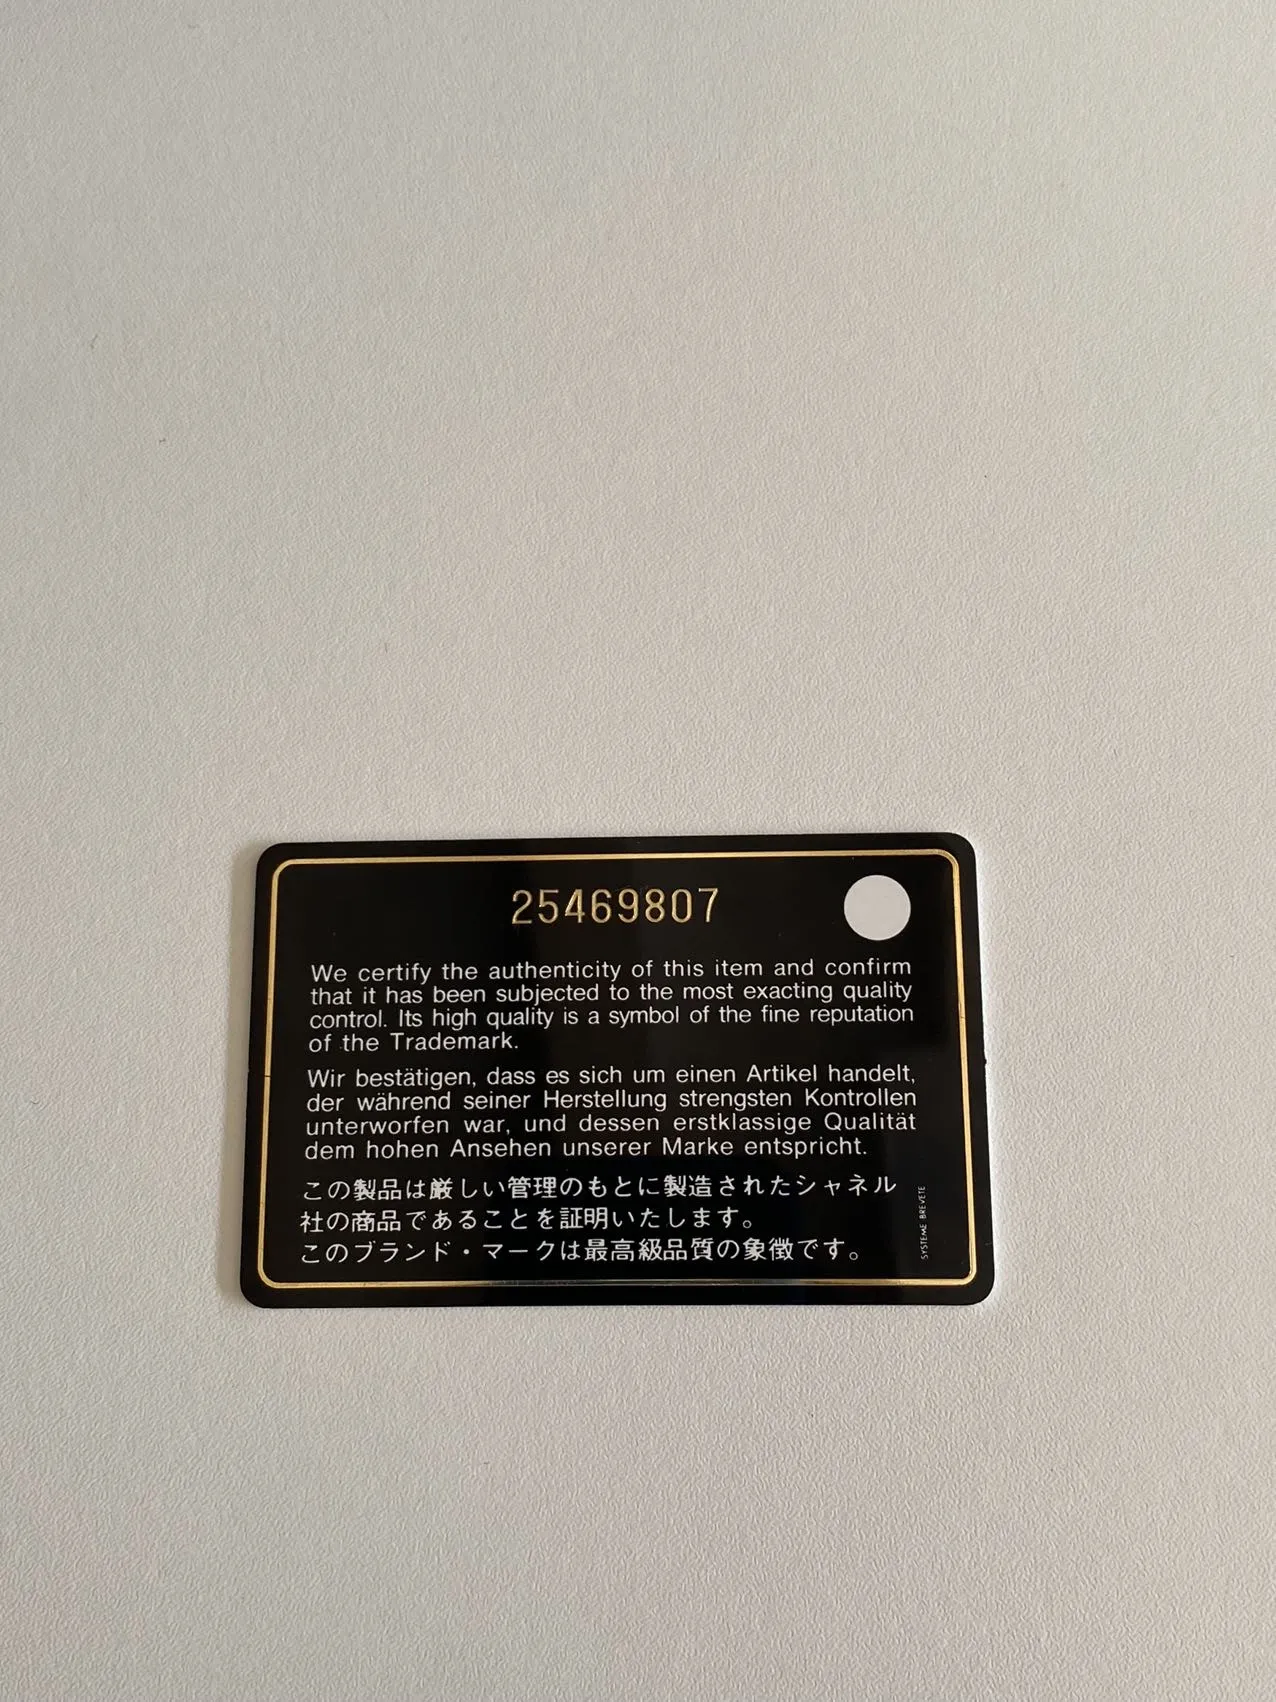 25469807
We certify the authenticity of this item and confirm
that it has been subjected to the most exacting quality
control. Its high quality is a symbol of the fine reputation
of the Trademark.
Wir bestätigen, dass es sich um einen Artikel handelt,
der während seiner Herstellung strengsten Kontrollen
unterworfen war, und dessen erstklassige Qualität
dem hohen Ansehen unserer Marke entspricht.
この製品は厳しい管理のもとに製造されたシャネル
社の商品であることを証明いたします。
このブランド・マークは最高級品質の象徴です。
SYSTEME BREVETE